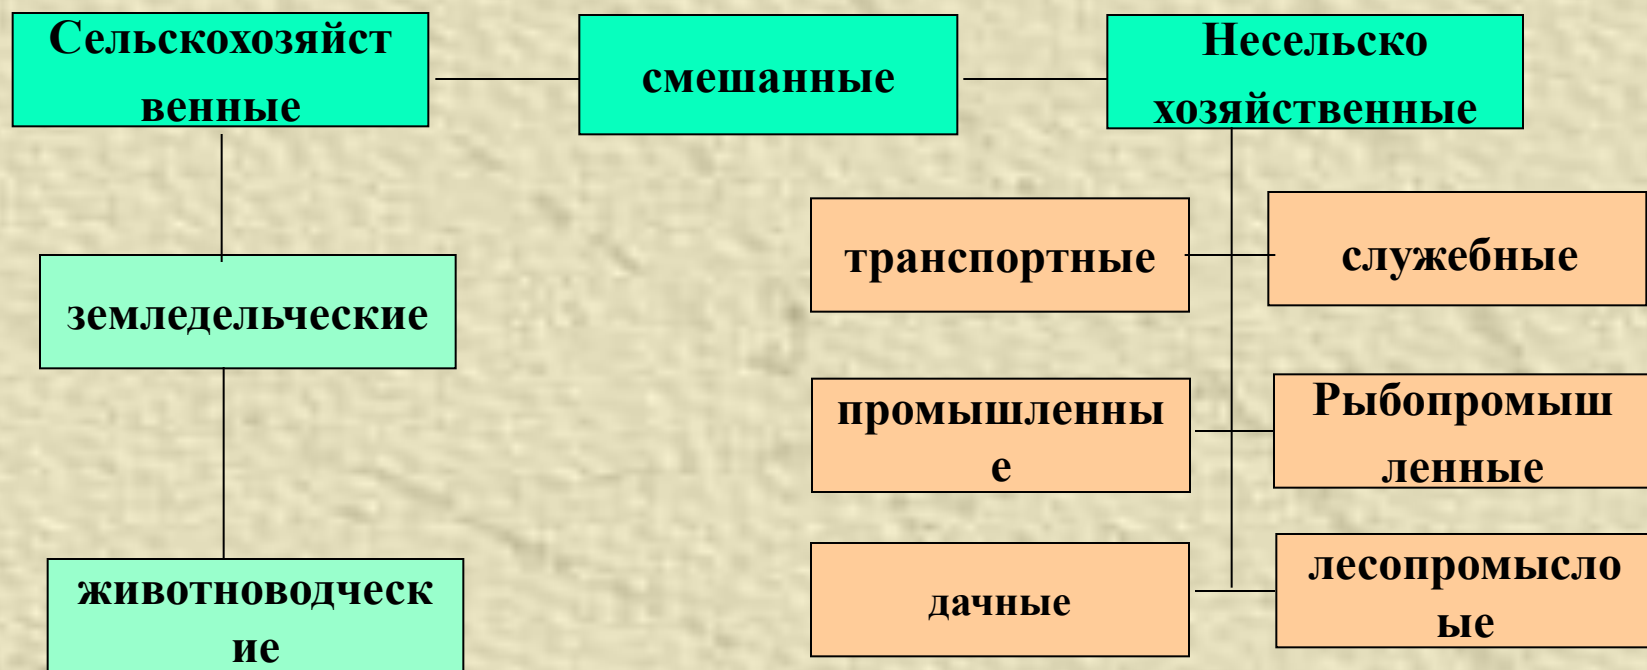 Сельскохозяйст
венные
смешанные
Несельско
хозяйственные
транспортные
служебные
земледельческие
промышленны
е
Рыбопромыш
ленные
дачные
лесопромысло
ые
животноводческ
ие